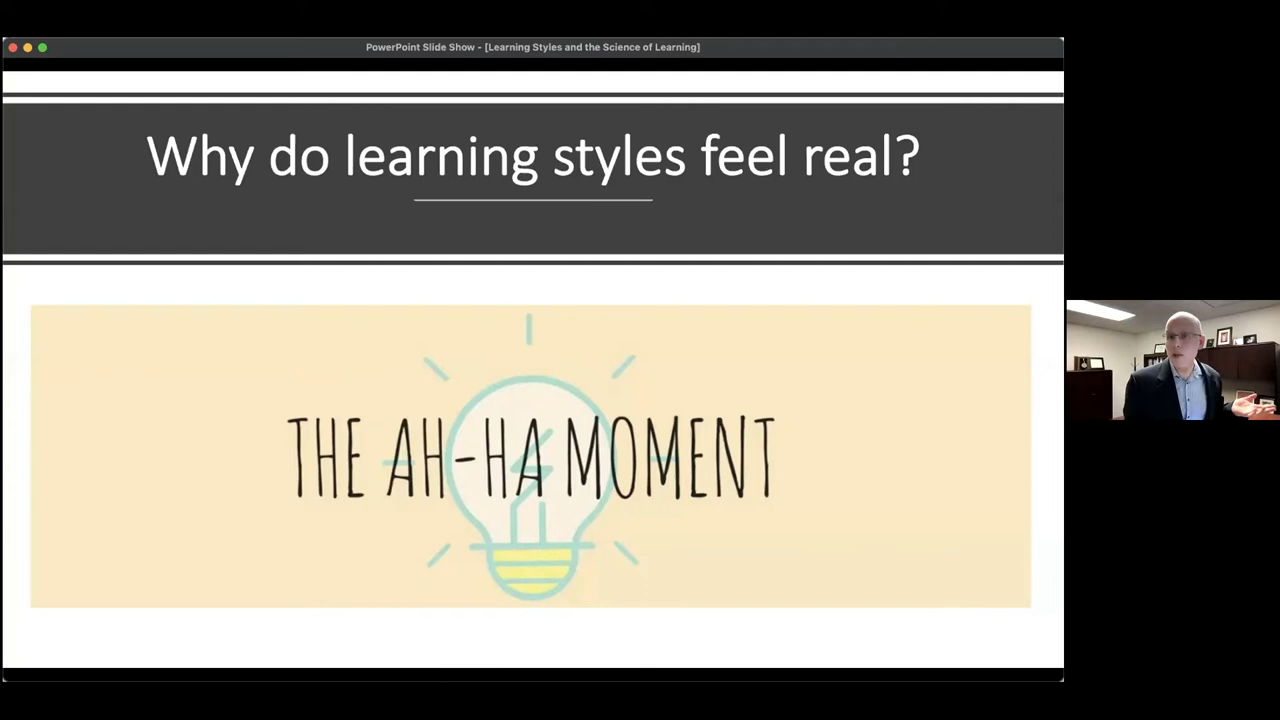 PowerPoint Slide Show - [Learning Styles and the Science of Learning]
Why do learning styles feel real?
THE AH-HA MOMENT